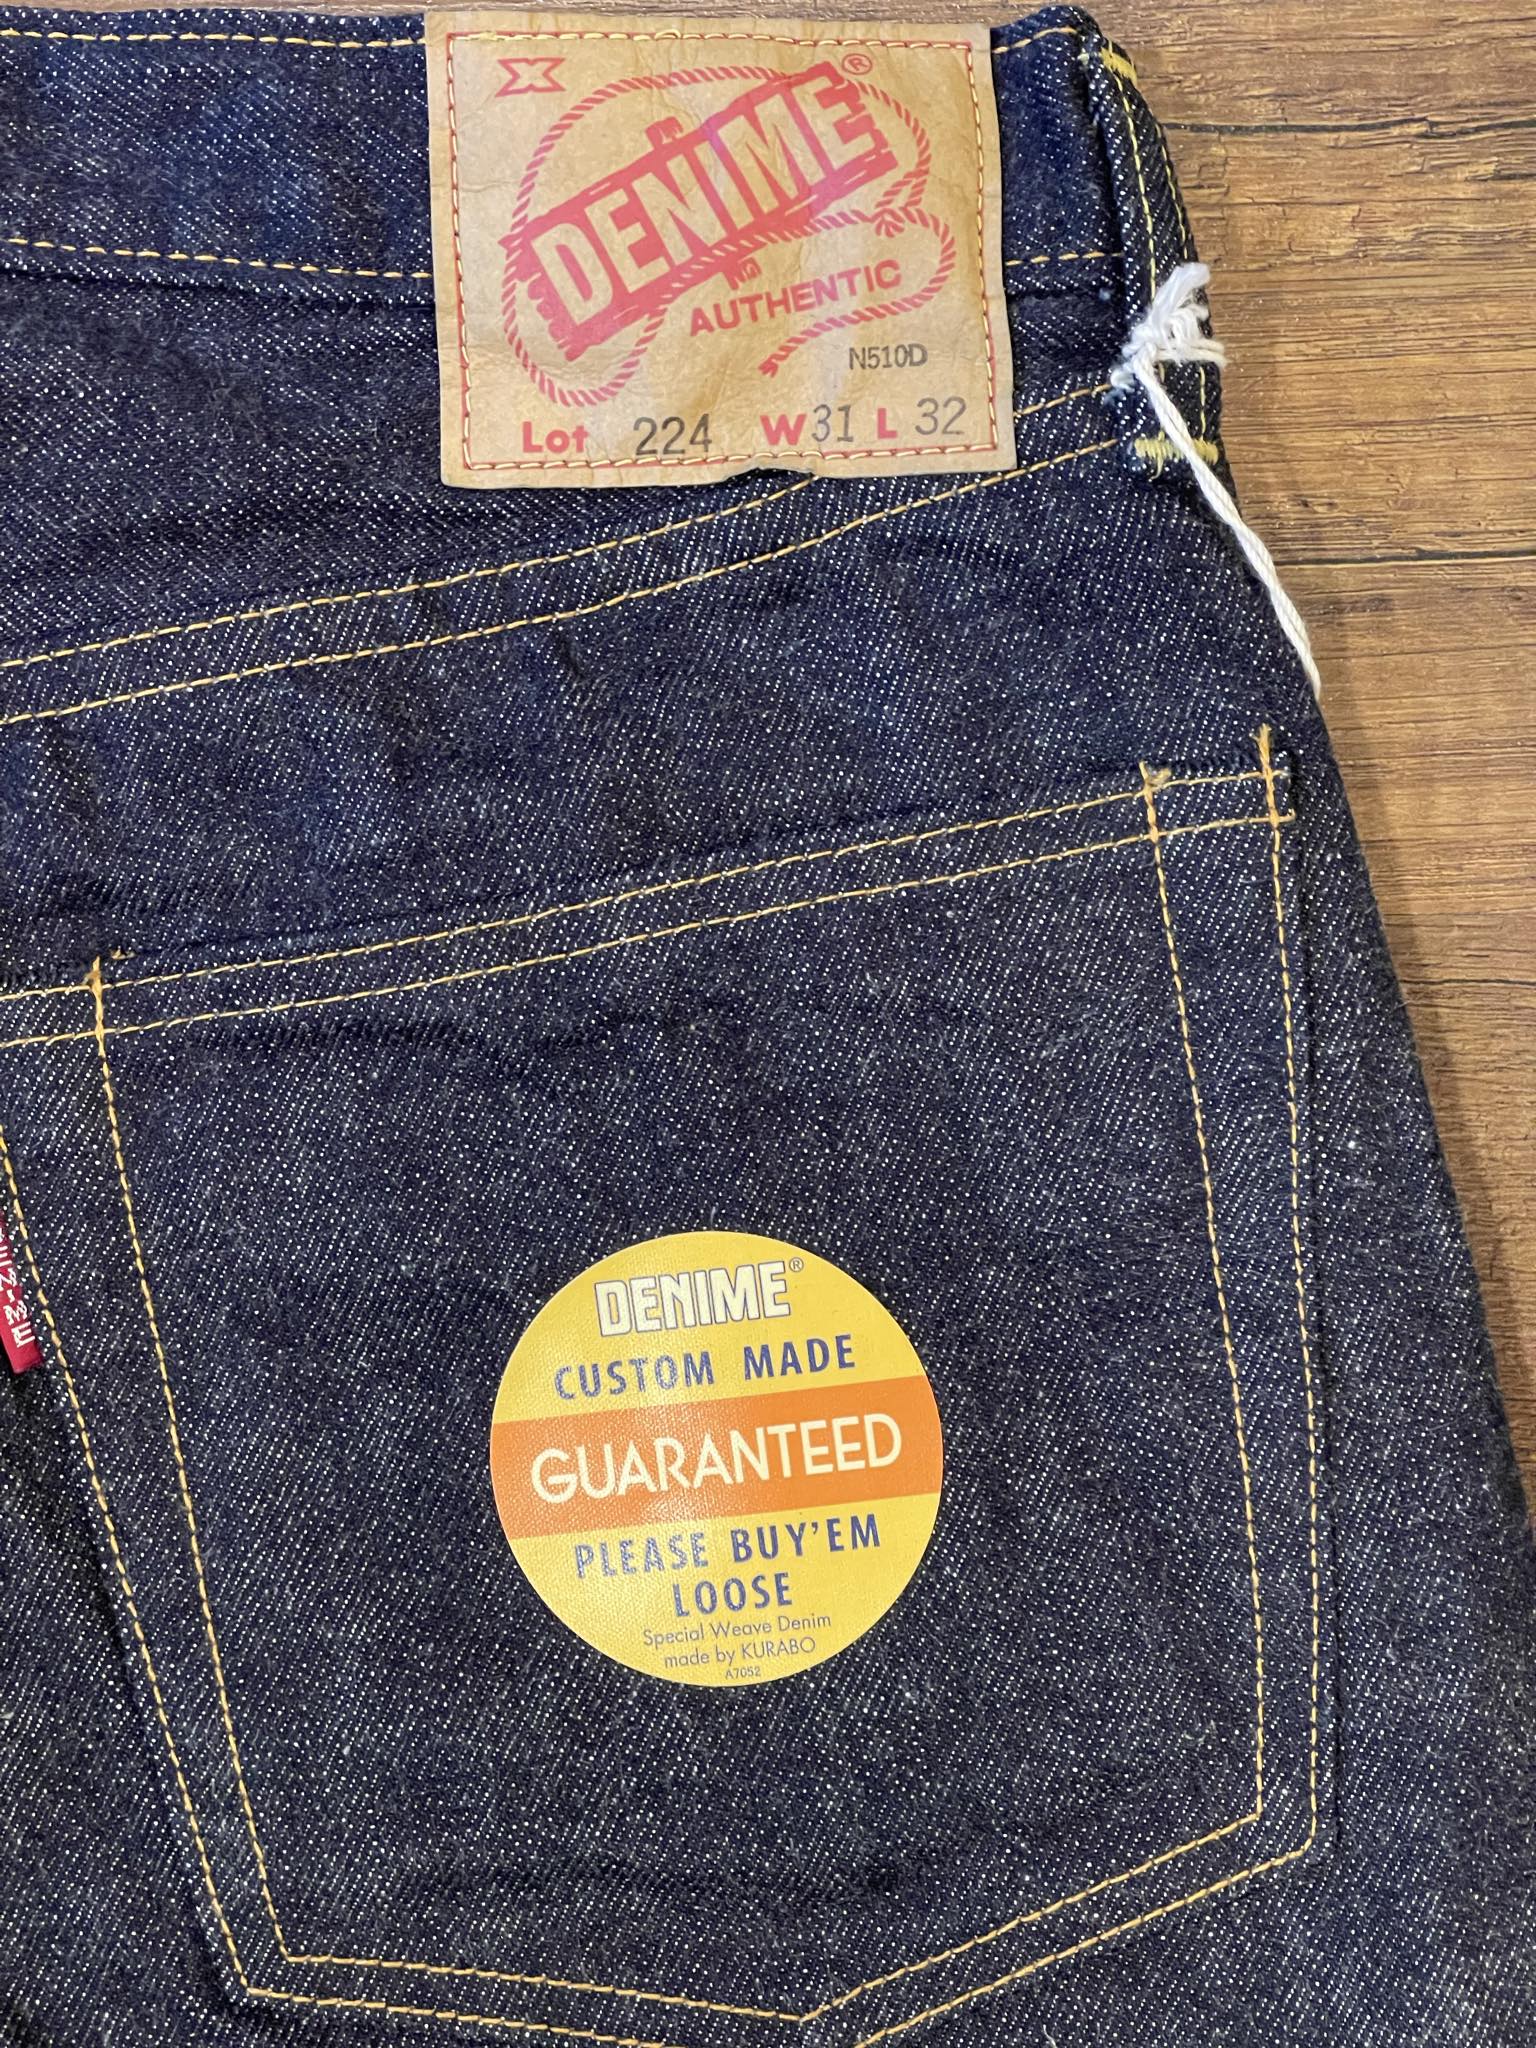 X
DENIME®
AUTHENTIC
N510D
Lot 224 W31 L 32
DENIME®
CUSTOM MADE
GUARANTEED
PLEASE BUY'EM
LOOSE
Special Weave Denim
made by KURABO
A7052